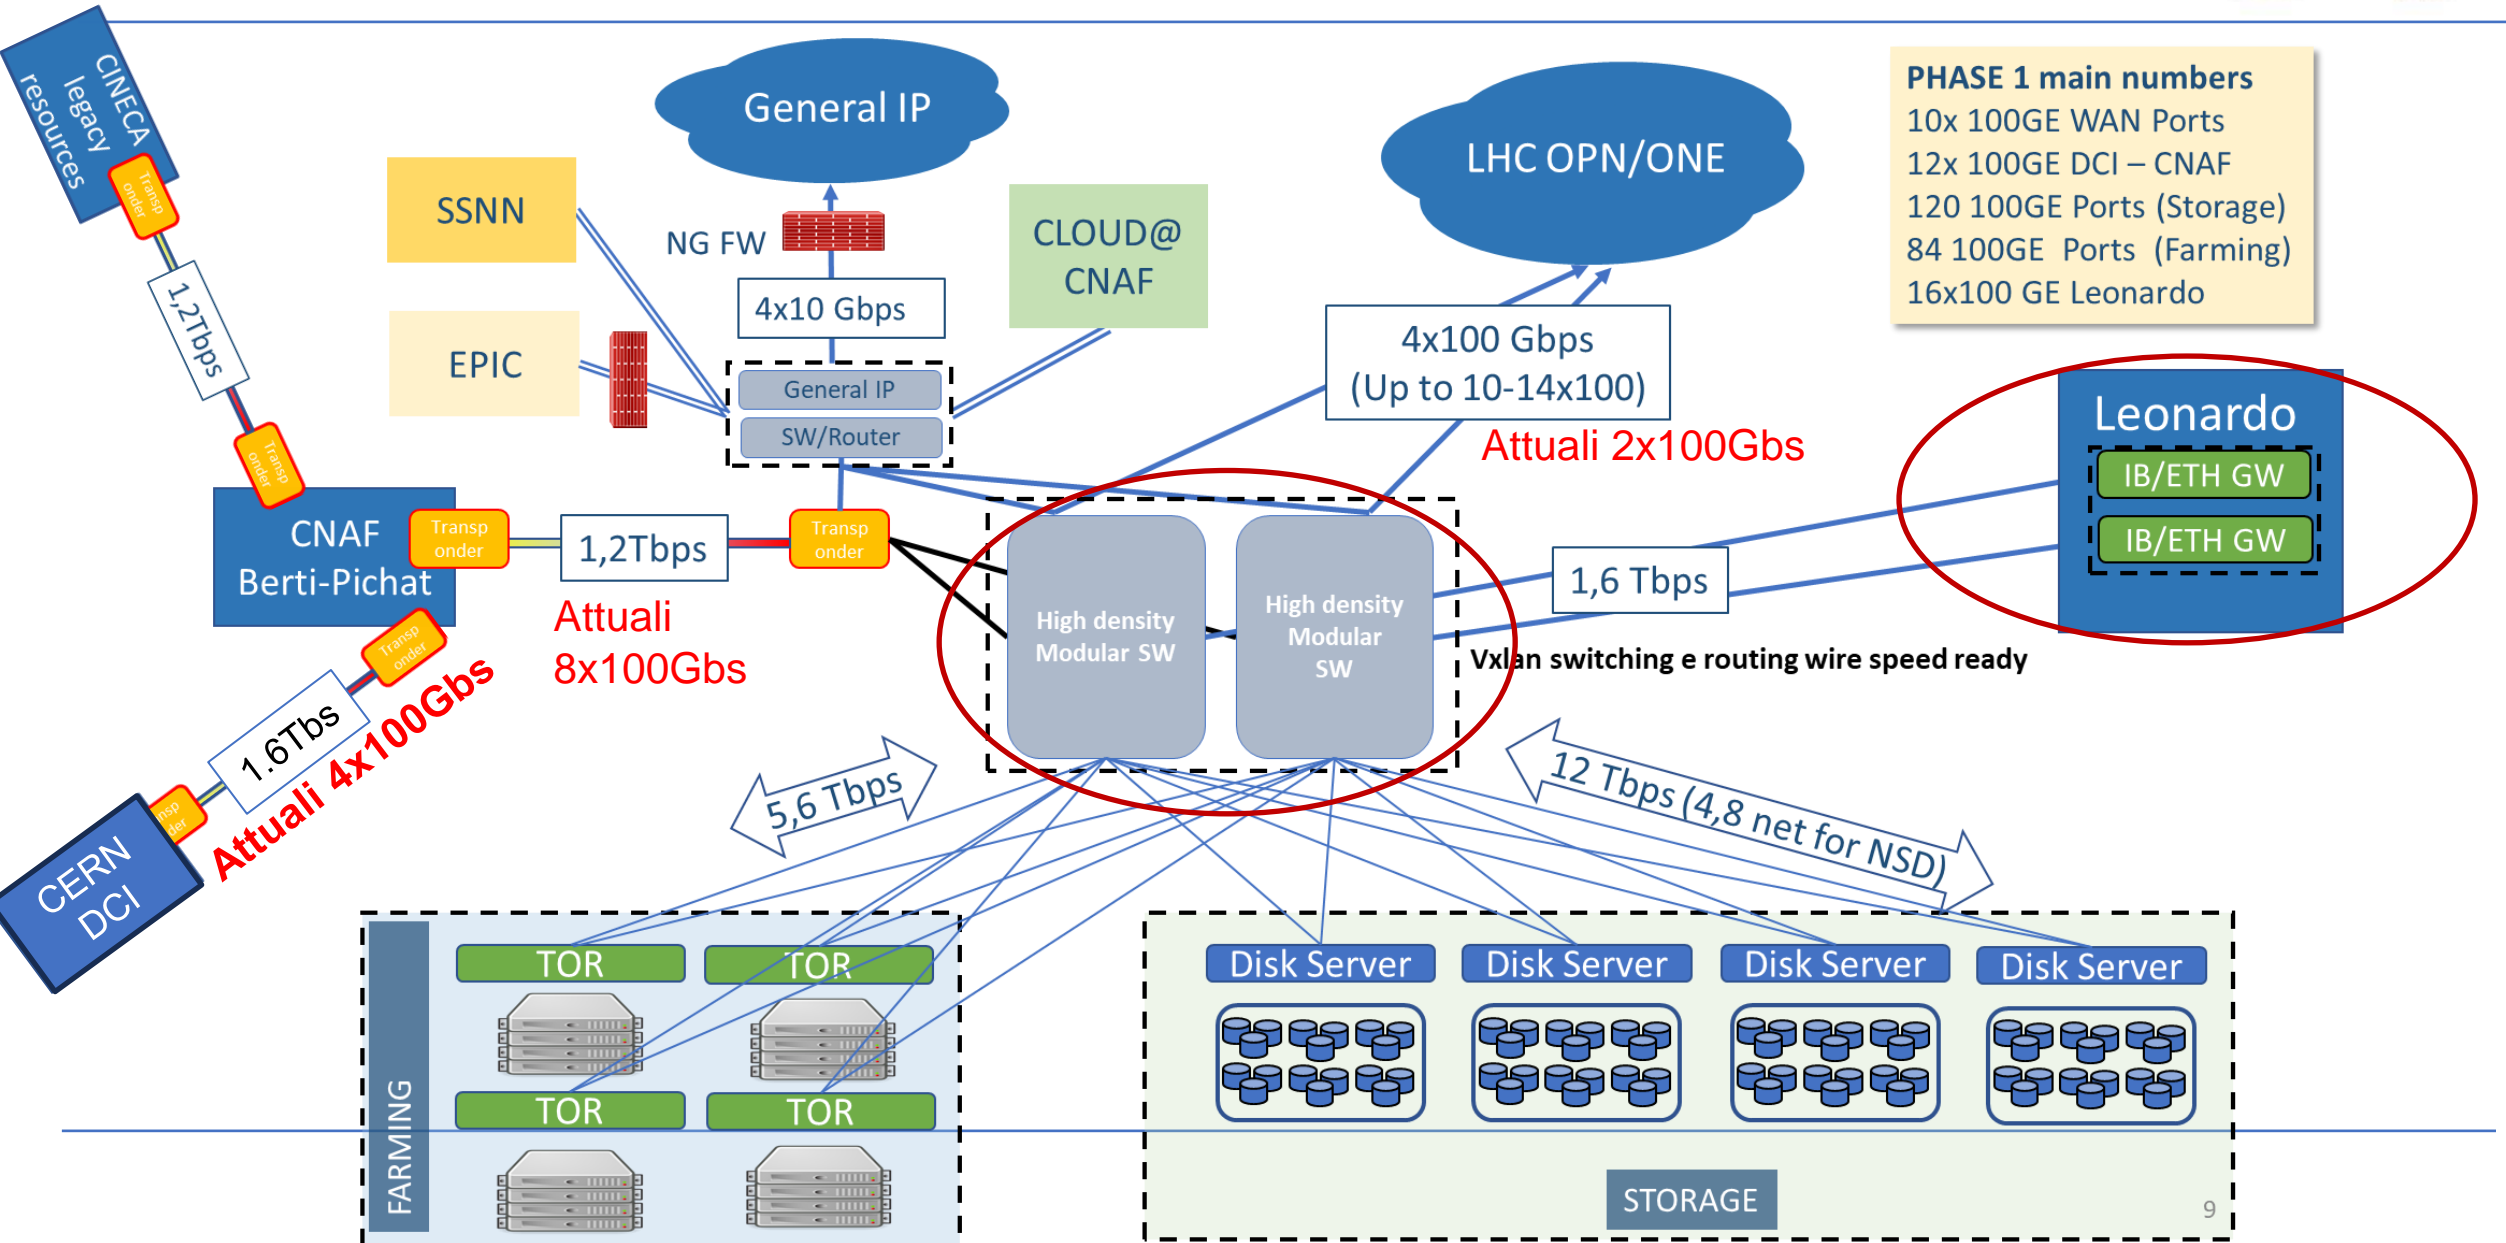 CINECA
legacy
resources
Transp
onder
1,2Tbps
Transp
onder
General IP
SSNN
NG FW
4x10 Gbps
EPIC
CLOUD@
CNAF
General IP
SW/Router
LHC OPN/ONE
4x100 Gbps
(Up to 10-14x100)
Attuali 2x100Gbs
PHASE 1 main numbers
10x 100GE WAN Ports
12x 100GE DCI – CNAF
120 100GE Ports (Storage)
84 100GE Ports (Farming)
16x100 GE Leonardo
Leonardo
IB/ETH GW
IB/ETH GW
CNAF
Berti-Pichat
Transp
onder
1,2Tbps
Transp
onder
Attuali
8x100Gbs
Transp
onder
1.6Tbs
Attuali 4x100Gbs
nsp
der
CERN
DCI
High density
Modular SW
High density
Modular
SW
1,6 Tbps
Vxlan switching e routing wire speed ready
5,6 Tbps
12 Tbps (4,8 net for NSD)
FARMING
TOR
TOR
TOR
TOR
Disk Server
Disk Server
Disk Server
Disk Server
STORAGE
9